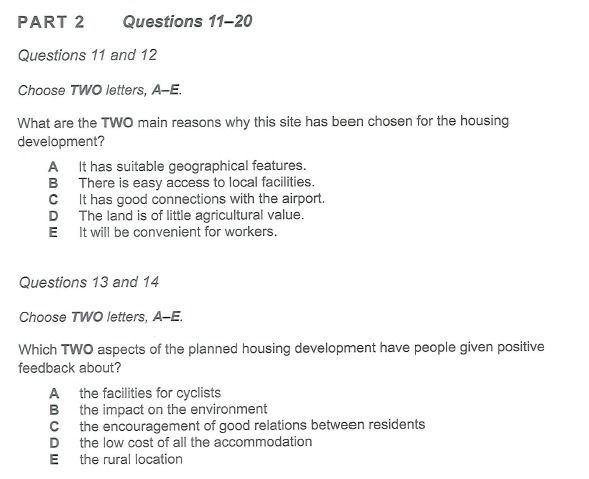 PART 2 Questions 11–20
Questions 11 and 12
Choose TWO letters, A–E.
What are the TWO main reasons why this site has been chosen for the housing
development?
A It has suitable geographical features.
B There is easy access to local facilities.
C It has good connections with the airport.
D The land is of little agricultural value.
E It will be convenient for workers.
Questions 13 and 14
Choose TWO letters, A–E.
Which TWO aspects of the planned housing development have people given positive
feedback about?
A the facilities for cyclists
B the impact on the environment
C the encouragement of good relations between residents
D the low cost of all the accommodation
E the rural location